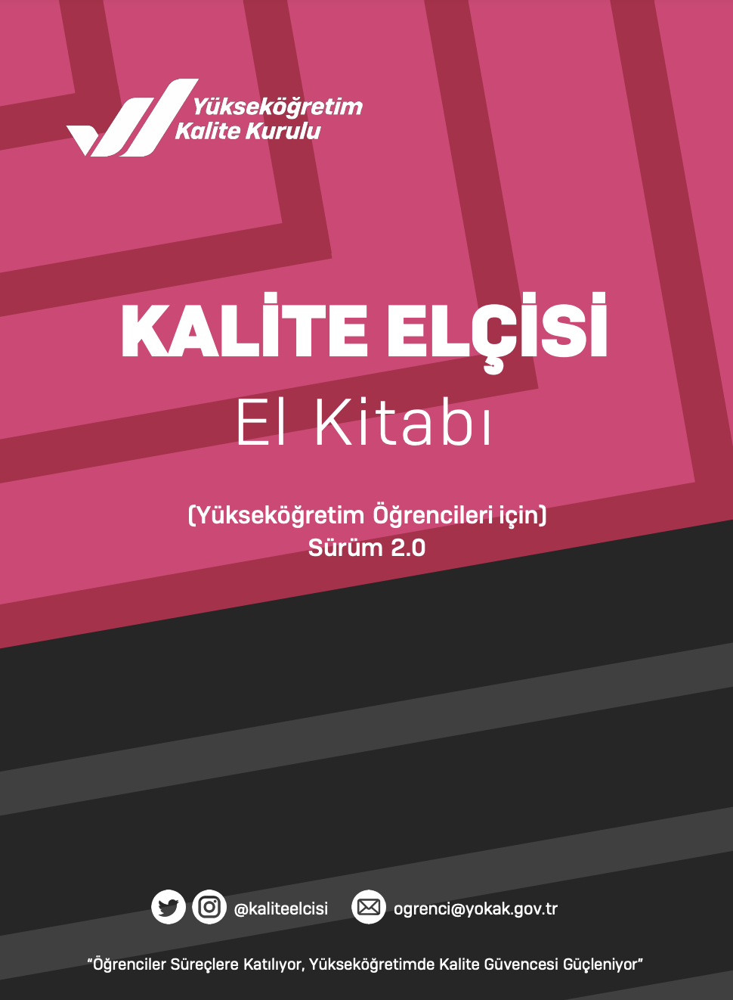 Yükseköğretim
Kalite Kurulu
KALİTE ELÇİSİ
El Kitabı
(Yükseköğretim Öğrencileri için)
Sürüm 2.0
@kaliteelcisi ogrenci@yokak.gov.tr
“Öğrenciler Süreçlere Katılıyor, Yükseköğretimde Kalite Güvencesi Güçleniyor”